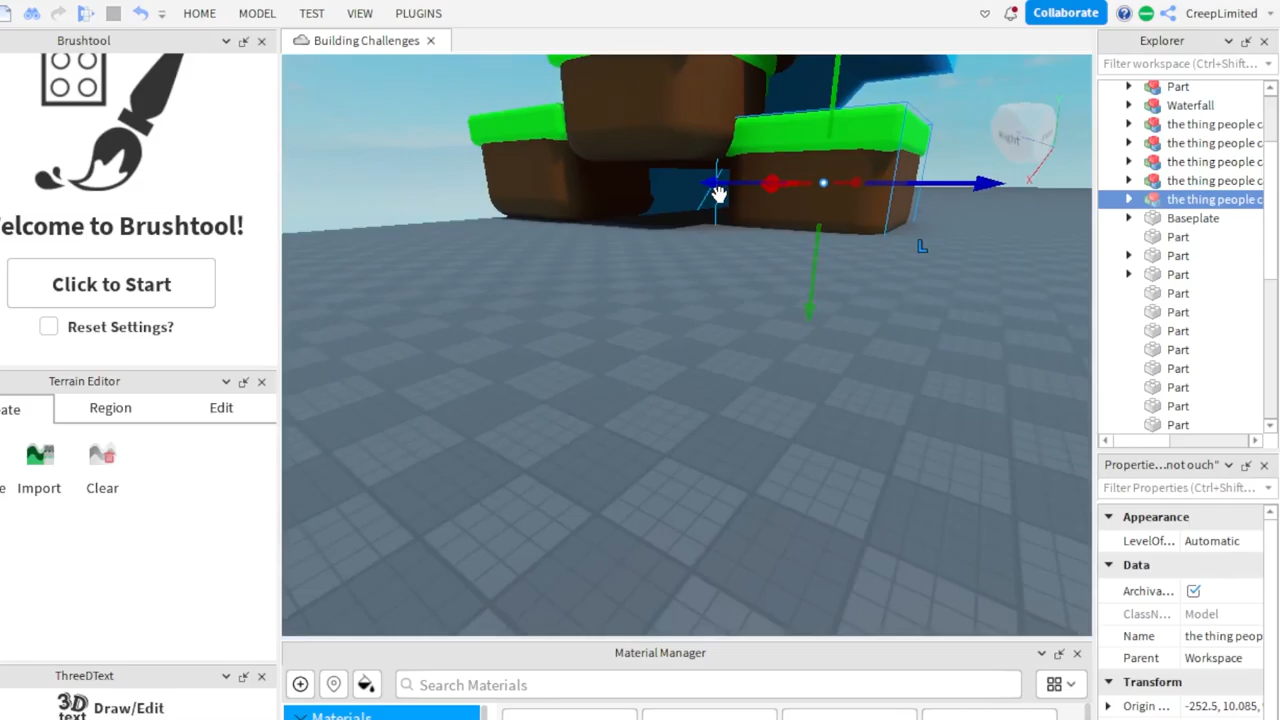 HOME MODEL TEST VIEW PLUGINS
Collaborate
CreepLimited
Brushtool
elcome to Brushtool!
Click to Start
Reset Settings?
Terrain Editor
ate Region Edit
e Import Clear
ThreeDText
3D text Draw/Edit
Building Challenges
L
Material Manager
Search Materials
Materials
Explorer
Filter workspace (Ctrl+Shift...
Part
Waterfall
the thing people c
the thing people c
the thing people c
the thing people c
the thing people c
Baseplate
Part
Part
Part
Part
Part
Part
Part
Part
Part
Part
Part
Propertie...not ouch"
Filter Properties (Ctrl+Shift...
Appearance
LevelOf... Automatic
Data
Archiva...
ClassN... Model
Name the thing peop
Parent Workspace
Transform
Origin ... -252.5, 10.085,